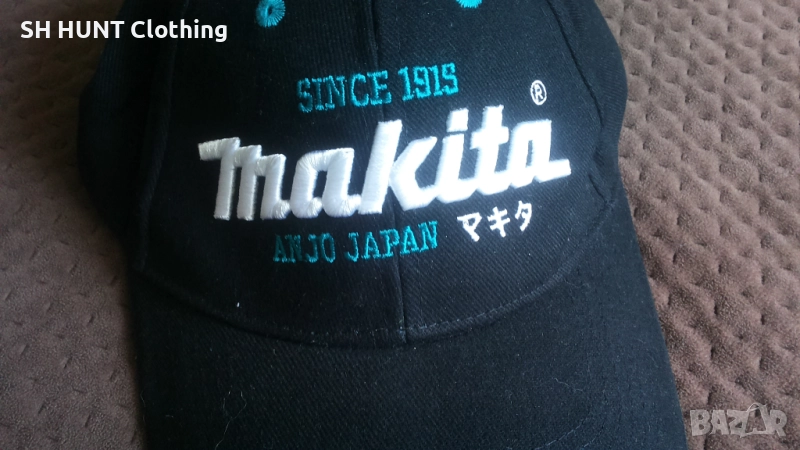 SH HUNT Clothing
SINCE 1915
makita®
ANJO JAPAN マキタ
BAZAR